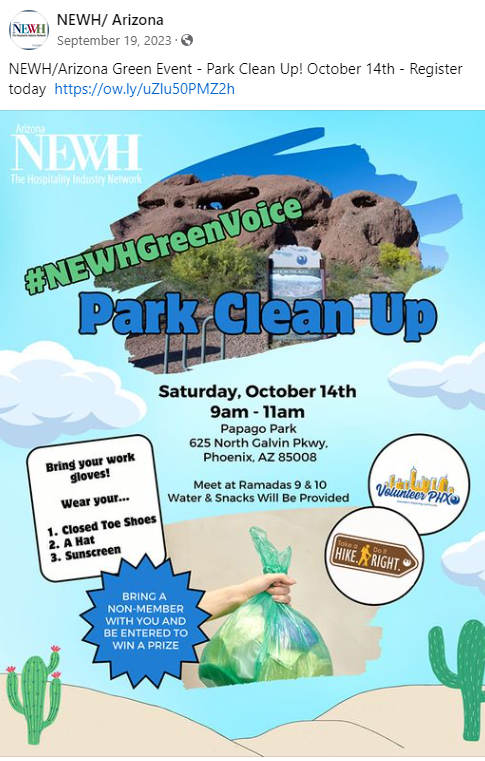 NEWH/ Arizona
September 19, 2023
NEWH/Arizona Green Event - Park Clean Up! October 14th - Register
today https://ow.ly/uZlu50PMZ2h
Arizona
NEWH
The Hospitality Industry Network
#NEWHGreenVoice
Park Clean Up
Saturday, October 14th
9am - 11am
Papago Park
625 North Galvin Pkwy,
Phoenix, AZ 85008
Meet at Ramadas 9 & 10
Water & Snacks Will Be Provided
Bring your work
gloves!
Wear your...
1. Closed Toe Shoes
2. A Hat
3. Sunscreen
Volunteer PHX
Take a Do it
HIKE. RIGHT.
BRING A
NON-MEMBER
WITH YOU AND
BE ENTERED TO
WIN A PRIZE